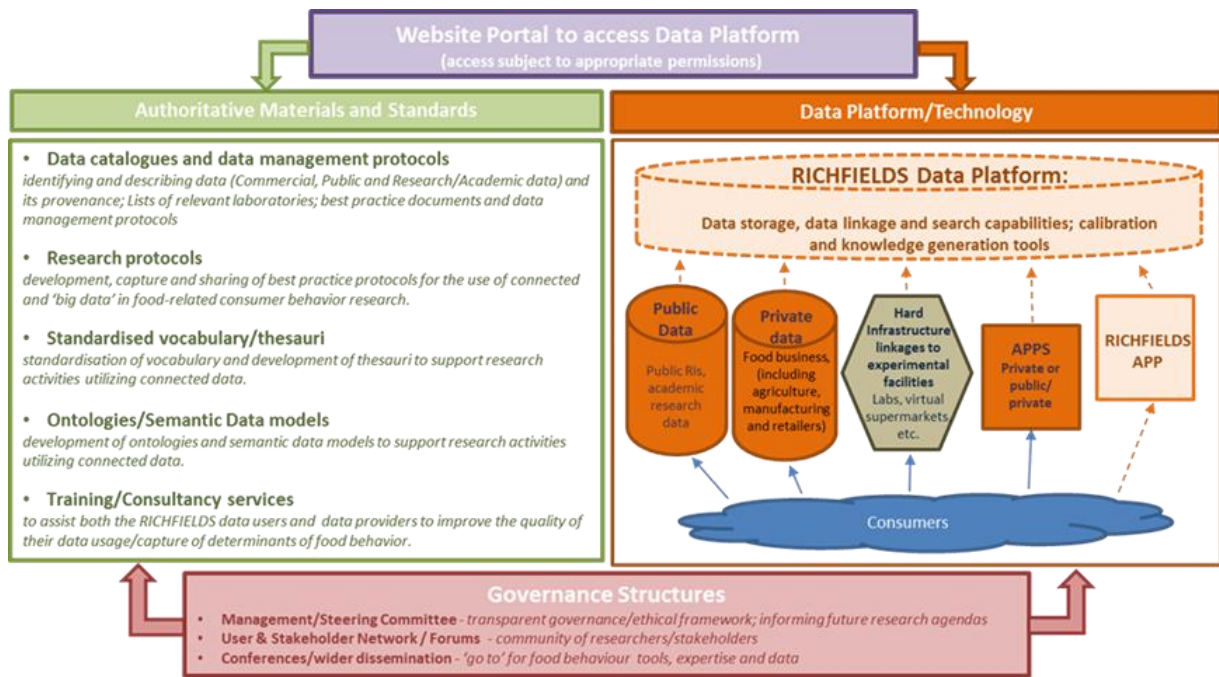 Website Portal to access Data Platform
(access subject to appropriate permissions)
Authoritative Materials and Standards
• Data catalogues and data management protocols
identifying and describing data (Commercial, Public and Research/Academic data) and
its provenance; Lists of relevant laboratories; best practice documents and data
management protocols
• Research protocols
development, capture and sharing of best practice protocols for the use of connected
and ‘big data’ in food-related consumer behavior research.
• Standardised vocabulary/thesauri
standardisation of vocabulary and development of thesauri to support research
activities utilizing connected data.
• Ontologies/Semantic Data models
development of ontologies and semantic data models to support research activities
utilizing connected data.
• Training/Consultancy services
to assist both the RICHFIELDS data users and data providers to improve the quality of
their data usage/capture of determinants of food behavior.
Data Platform/Technology
RICHFIELDS Data Platform:
Data storage, data linkage and search capabilities; calibration
and knowledge generation tools
Public
Data
Public RIs,
academic
research
data
Private
data
Food business,
(including
agriculture,
manufacturing
and retailers)
Hard
Infrastructure
linkages to
experimental
facilities
Labs, virtual
supermarkets,
etc.
APPS
Private or
public/
private
RICHFIELDS
APP
Consumers
Governance Structures
• Management/Steering Committee - transparent governance/ethical framework; informing future research agendas
• User & Stakeholder Network / Forums - community of researchers/stakeholders
• Conferences/wider dissemination - ‘go to’ for food behaviour tools, expertise and data